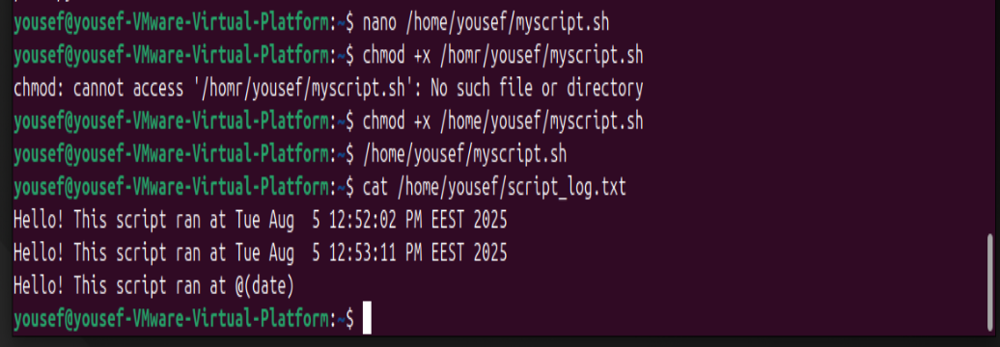 yousef@yousef-VMware-Virtual-Platform:~$ nano /home/yousef/myscript.sh
yousef@yousef-VMware-Virtual-Platform:~$ chmod +x /homr/yousef/myscript.sh
chmod: cannot access '/homr/yousef/myscript.sh': No such file or directory
yousef@yousef-VMware-Virtual-Platform:~$ chmod +x /home/yousef/myscript.sh
yousef@yousef-VMware-Virtual-Platform:~$ /home/yousef/myscript.sh
yousef@yousef-VMware-Virtual-Platform:~$ cat /home/yousef/script_log.txt
Hello! This script ran at Tue Aug  5 12:52:02 PM EEST 2025
Hello! This script ran at Tue Aug  5 12:53:11 PM EEST 2025
Hello! This script ran at @(date)
yousef@yousef-VMware-Virtual-Platform:~$